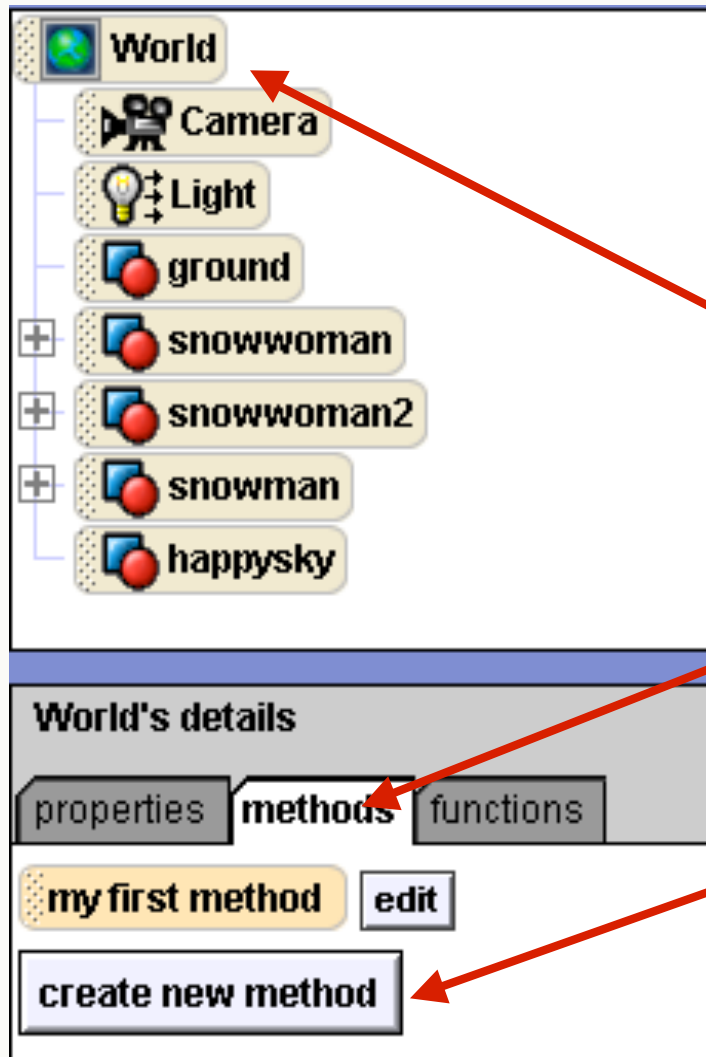 World
Camera
Light
ground
snowwoman
snowwoman2
snowman
happysky
World's details
properties methods functions
my first method edit
create new method